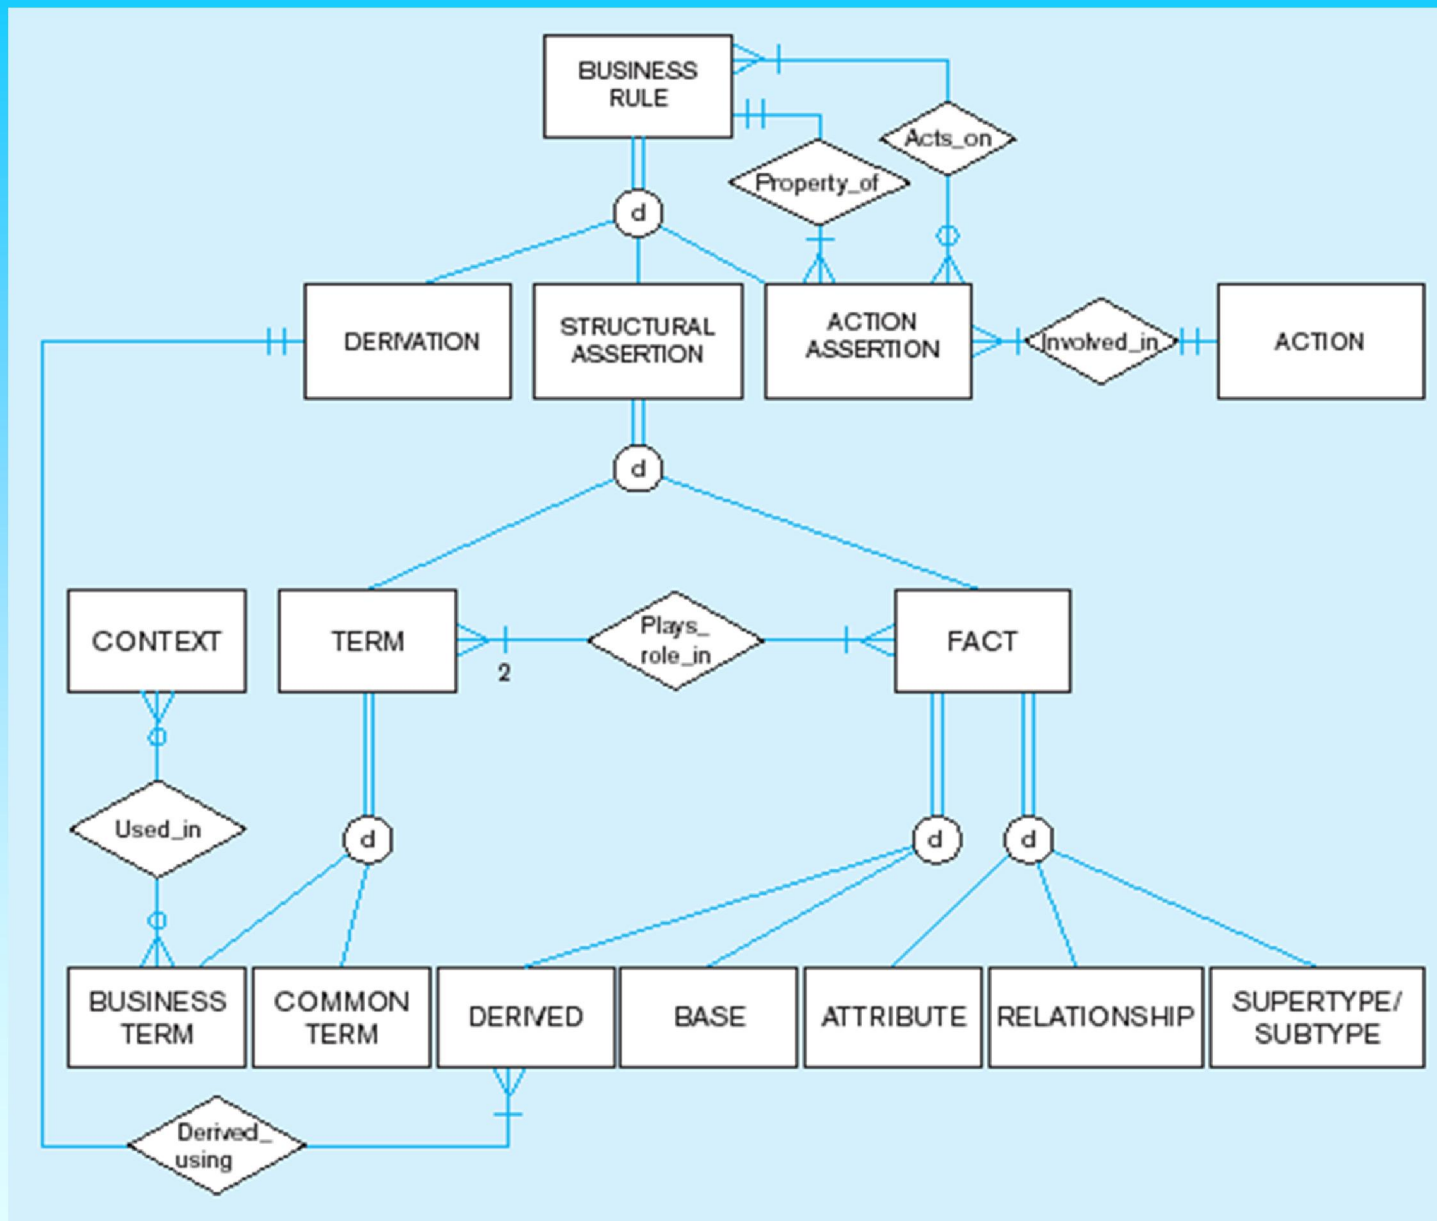 BUSINESS
RULE
Acts_on
Property_of
d
DERIVATION
STRUCTURAL
ASSERTION
ACTION
ASSERTION
Involved_in
ACTION
d
CONTEXT
TERM
2
Plays_
role_in
FACT
Used_in
d
d
d
BUSINESS
TERM
COMMON
TERM
DERIVED
BASE
ATTRIBUTE
RELATIONSHIP
SUPERTYPE/
SUBTYPE
Derived_
using